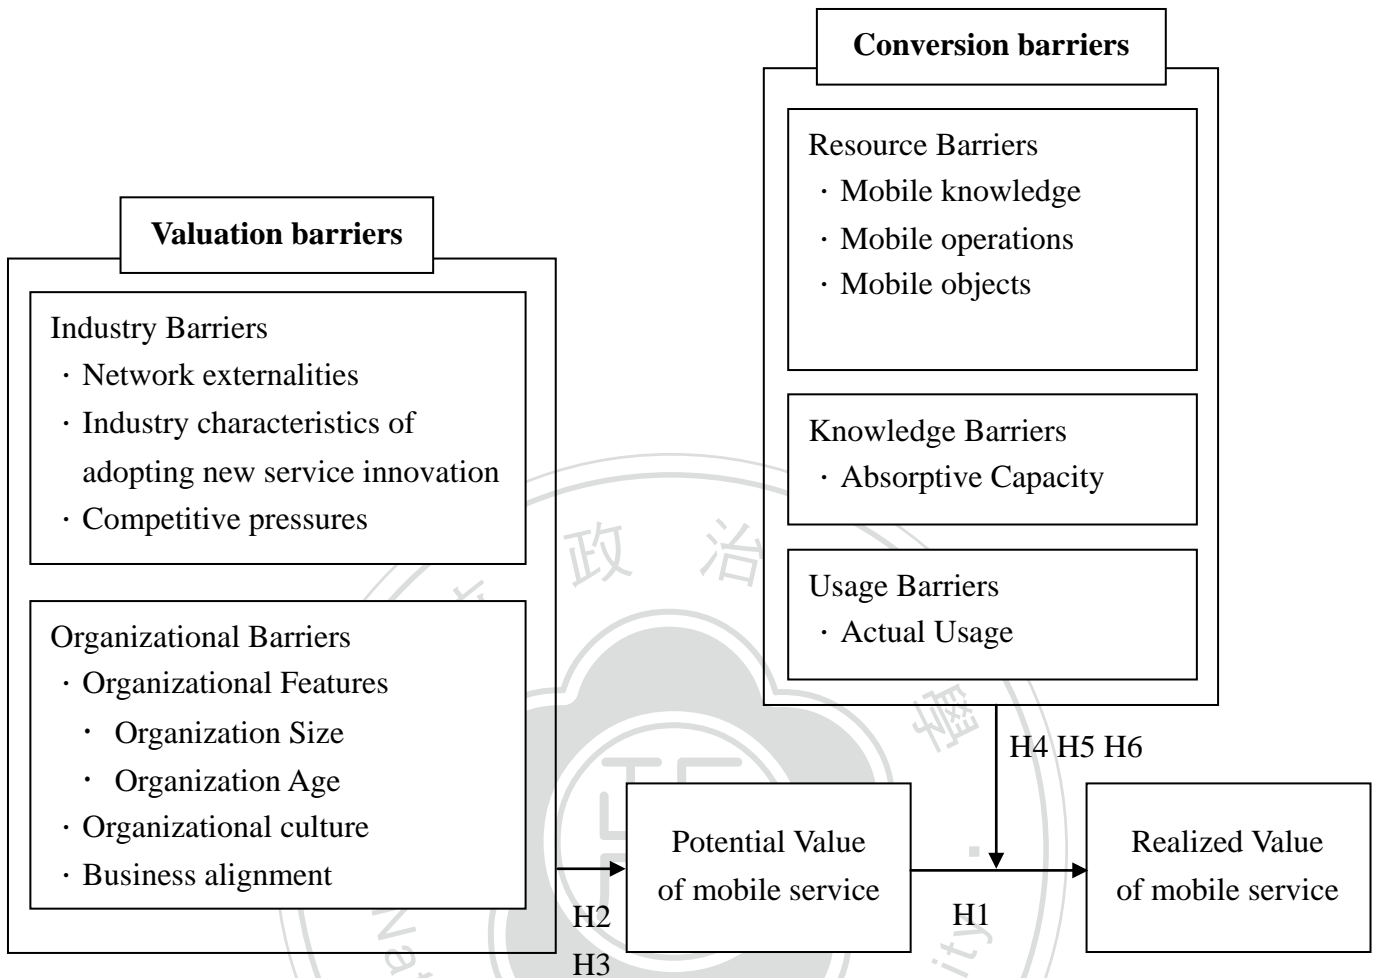 Conversion barriers
Resource Barriers
· Mobile knowledge
· Mobile operations
· Mobile objects
Knowledge Barriers
· Absorptive Capacity
Usage Barriers
· Actual Usage
Valuation barriers
Industry Barriers
· Network externalities
· Industry characteristics of
adopting new service innovation
· Competitive pressures
Organizational Barriers
· Organizational Features
· Organization Size
· Organization Age
· Organizational culture
· Business alignment
H2
H3
Potential Value
of mobile service
H4 H5 H6
H1
Realized Value
of mobile service
政 治
學